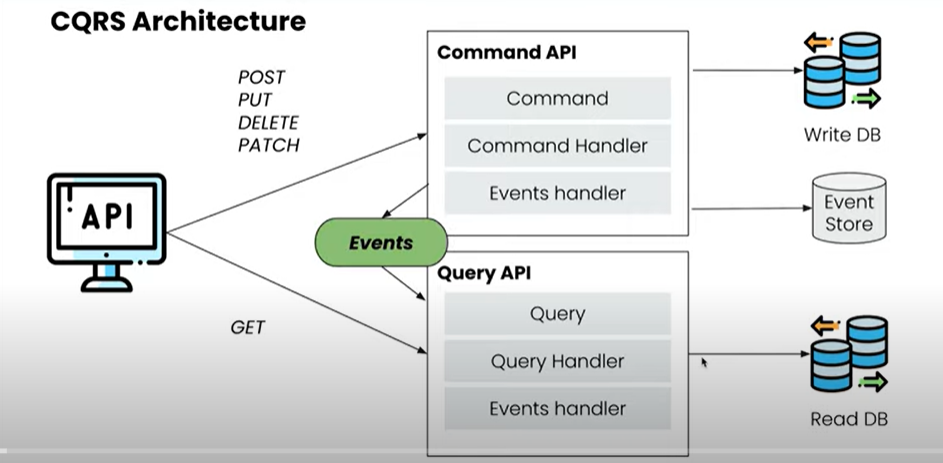 CQRS Architecture
POST
PUT
DELETE
PATCH
API
GET
Events
Command API
Command
Command Handler
Events handler
Query API
Query
Query Handler
Events handler
Write DB
Event
Store
Read DB